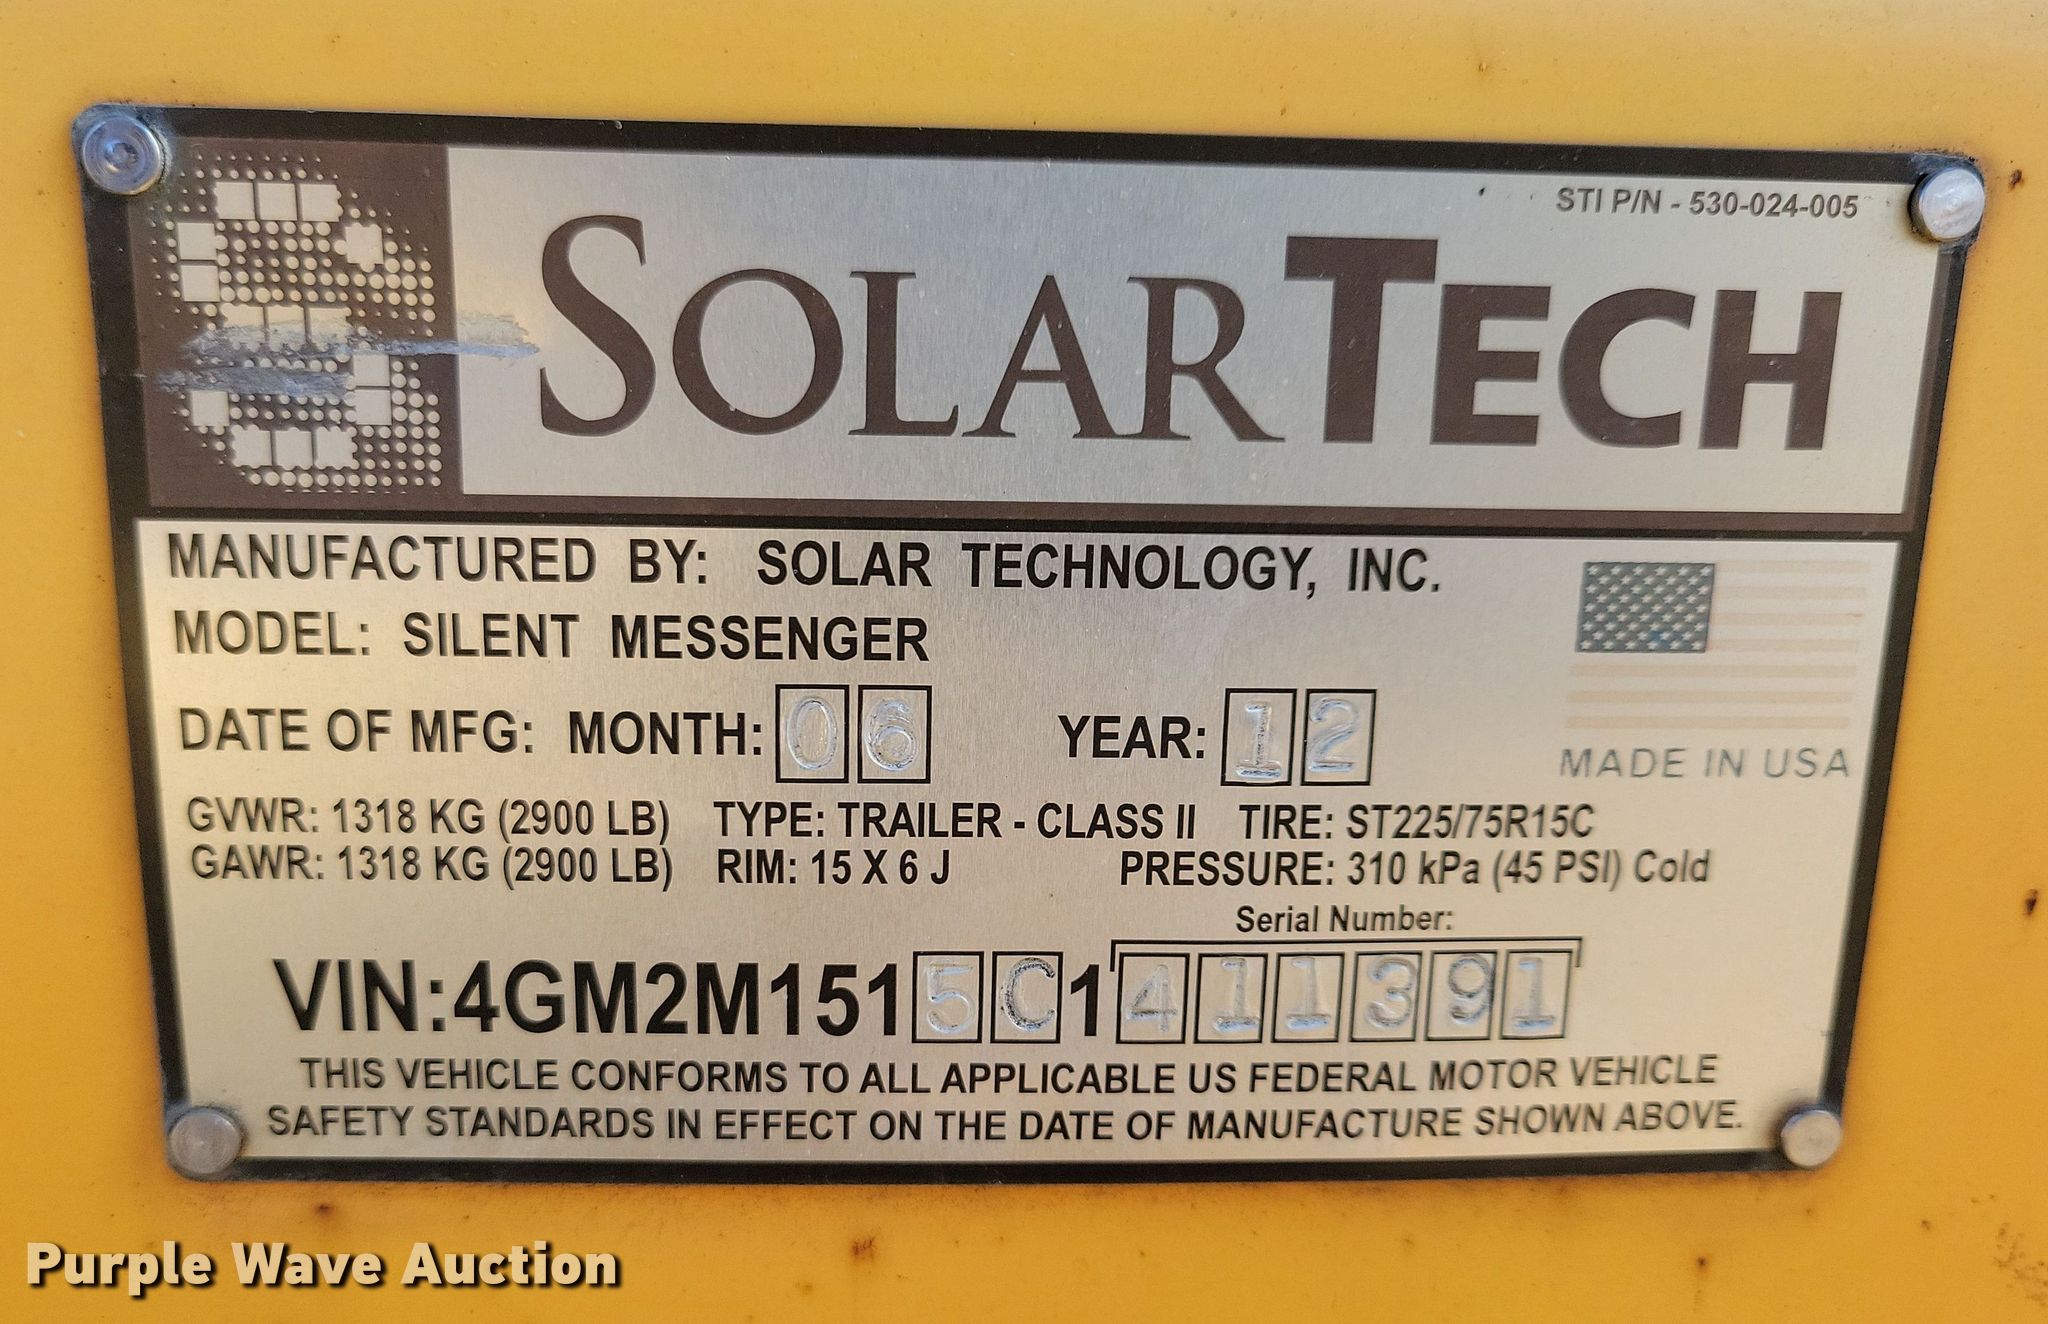 STI P/N - 530-024-005
SOLARTECH
MANUFACTURED BY: SOLAR TECHNOLOGY, INC.
MODEL: SILENT MESSENGER
DATE OF MFG: MONTH: 06 YEAR: 12
MADE IN USA
GVWR: 1318 KG (2900 LB) TYPE: TRAILER - CLASS II TIRE: ST225/75R15C
GAWR: 1318 KG (2900 LB) RIM: 15 X 6 J PRESSURE: 310 kPa (45 PSI) Cold
Serial Number:
VIN:4GM2M1515C1411391
THIS VEHICLE CONFORMS TO ALL APPLICABLE US FEDERAL MOTOR VEHICLE
SAFETY STANDARDS IN EFFECT ON THE DATE OF MANUFACTURE SHOWN ABOVE.
Purple Wave Auction